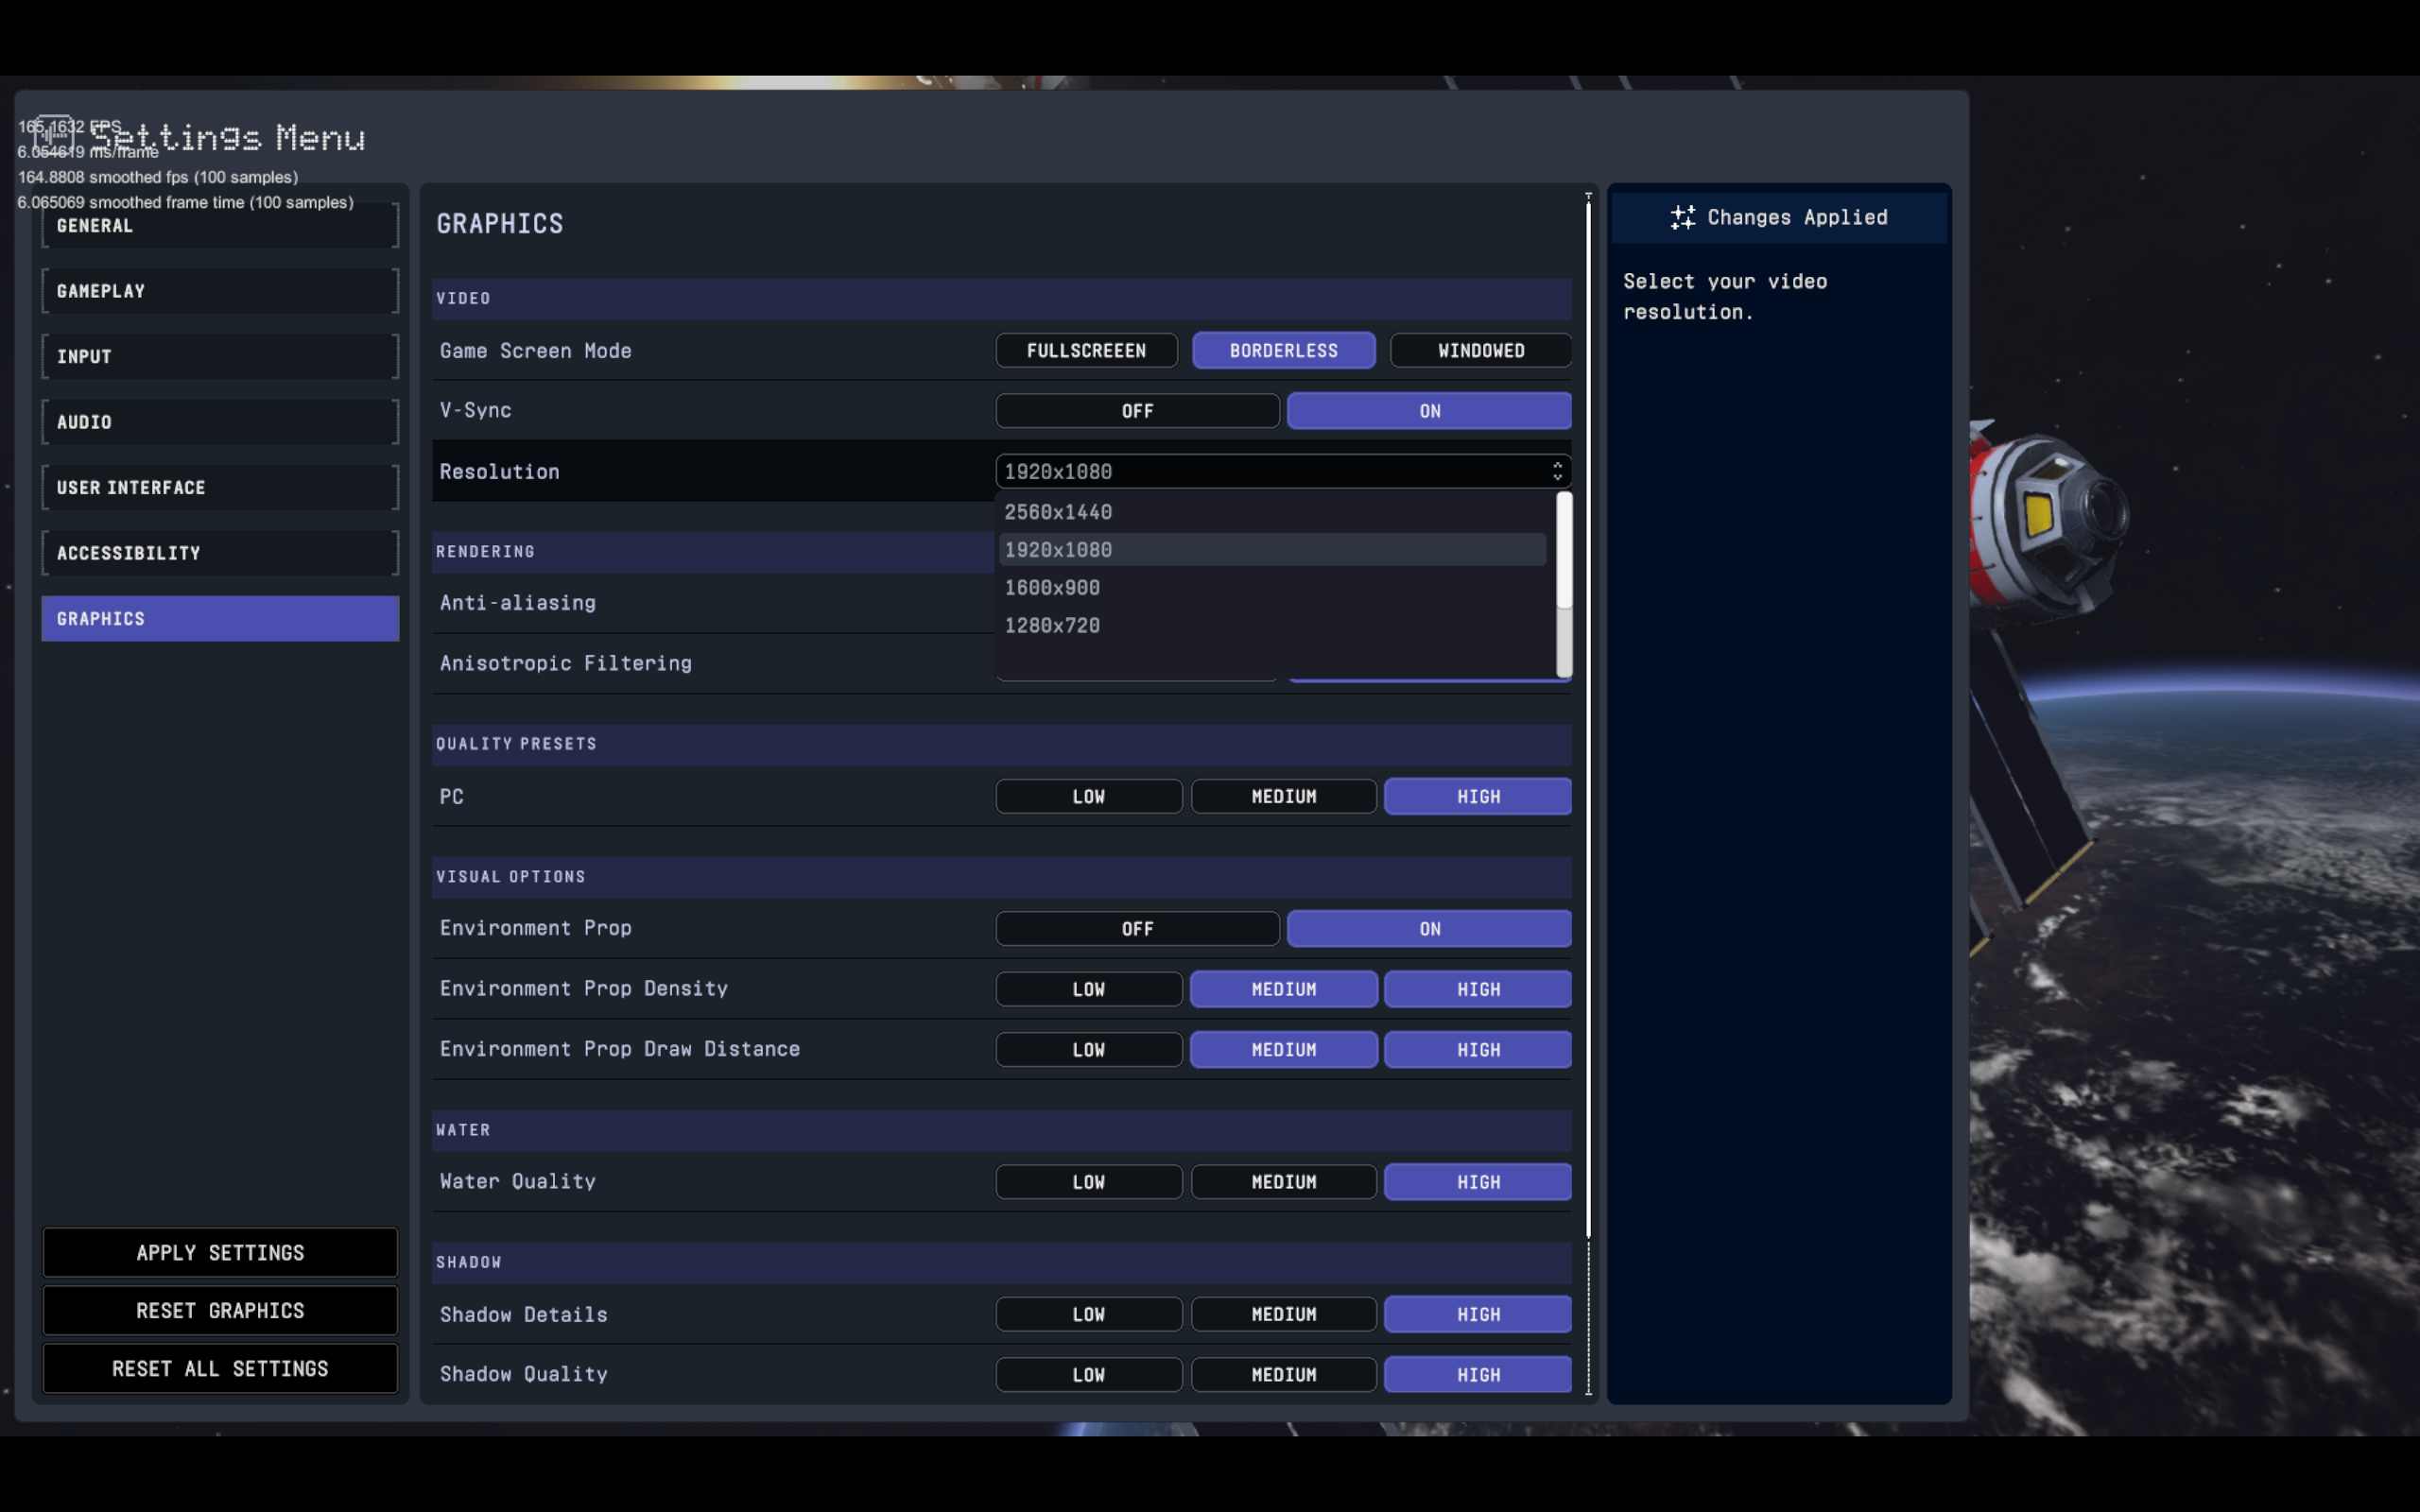 165.1632 FPS
Settings Menu
6.054619 ms/frame
164.8808 smoothed fps (100 samples)
6.065069 smoothed frame time (100 samples)
GENERAL
GAMEPLAY
INPUT
AUDIO
USER INTERFACE
ACCESSIBILITY
GRAPHICS
APPLY SETTINGS
RESET GRAPHICS
RESET ALL SETTINGS
GRAPHICS
VIDEO
Game Screen Mode FULLSCREEEN BORDERLESS WINDOWED
V-Sync OFF ON
Resolution 1920x1080
2560x1440
1920x1080
1600x900
1280x720
RENDERING
Anti-aliasing
Anisotropic Filtering
QUALITY PRESETS
PC LOW MEDIUM HIGH
VISUAL OPTIONS
Environment Prop OFF ON
Environment Prop Density LOW MEDIUM HIGH
Environment Prop Draw Distance LOW MEDIUM HIGH
WATER
Water Quality LOW MEDIUM HIGH
SHADOW
Shadow Details LOW MEDIUM HIGH
Shadow Quality LOW MEDIUM HIGH
Changes Applied
Select your video
resolution.